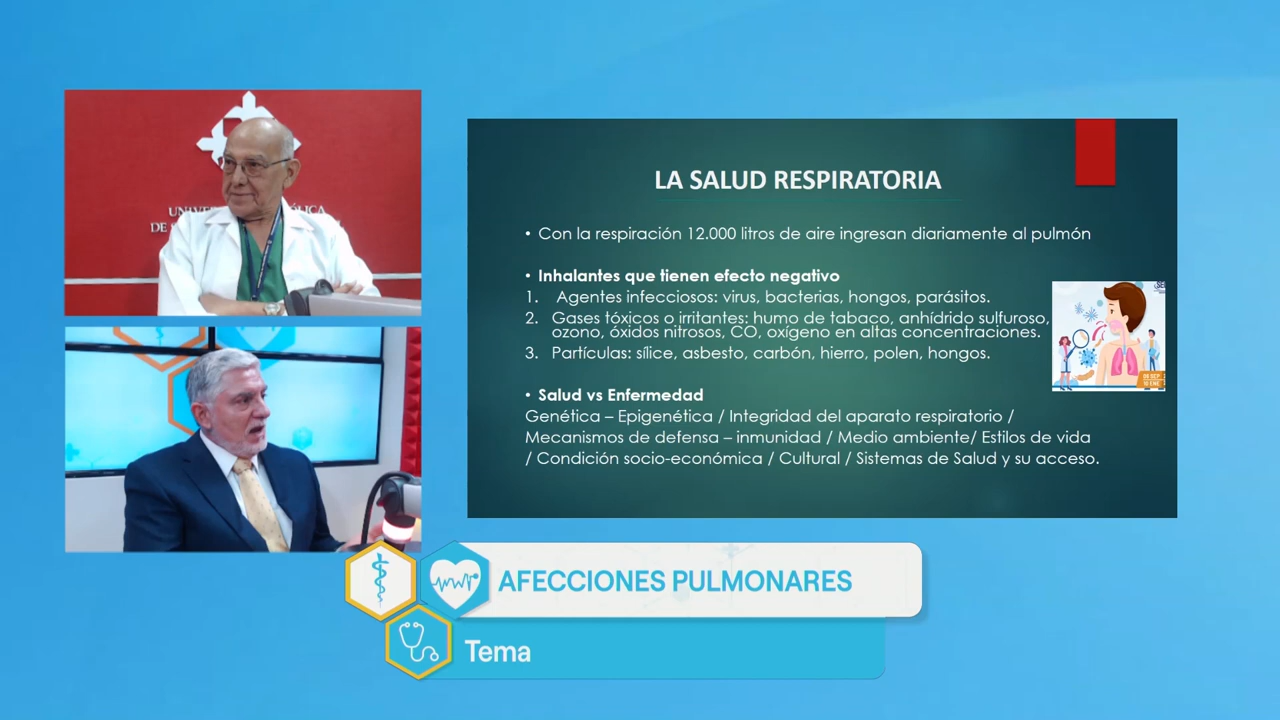 LA SALUD RESPIRATORIA
• Con la respiración 12.000 litros de aire ingresan diariamente al pulmón
• Inhalantes que tienen efecto negativo
1. Agentes infecciosos: virus, bacterias, hongos, parásitos.
2. Gases tóxicos o irritantes: humo de tabaco, anhídrido sulfuroso,
ozono, óxidos nitrosos, CO, oxígeno en altas concentraciones.
3. Partículas: sílice, asbesto, carbón, hierro, polen, hongos.
• Salud vs Enfermedad
Genética – Epigenética / Integridad del aparato respiratorio /
Mecanismos de defensa – inmunidad / Medio ambiente/ Estilos de vida
/ Condición socio-económica / Cultural / Sistemas de Salud y su acceso.
AFECCIONES PULMONARES
Tema